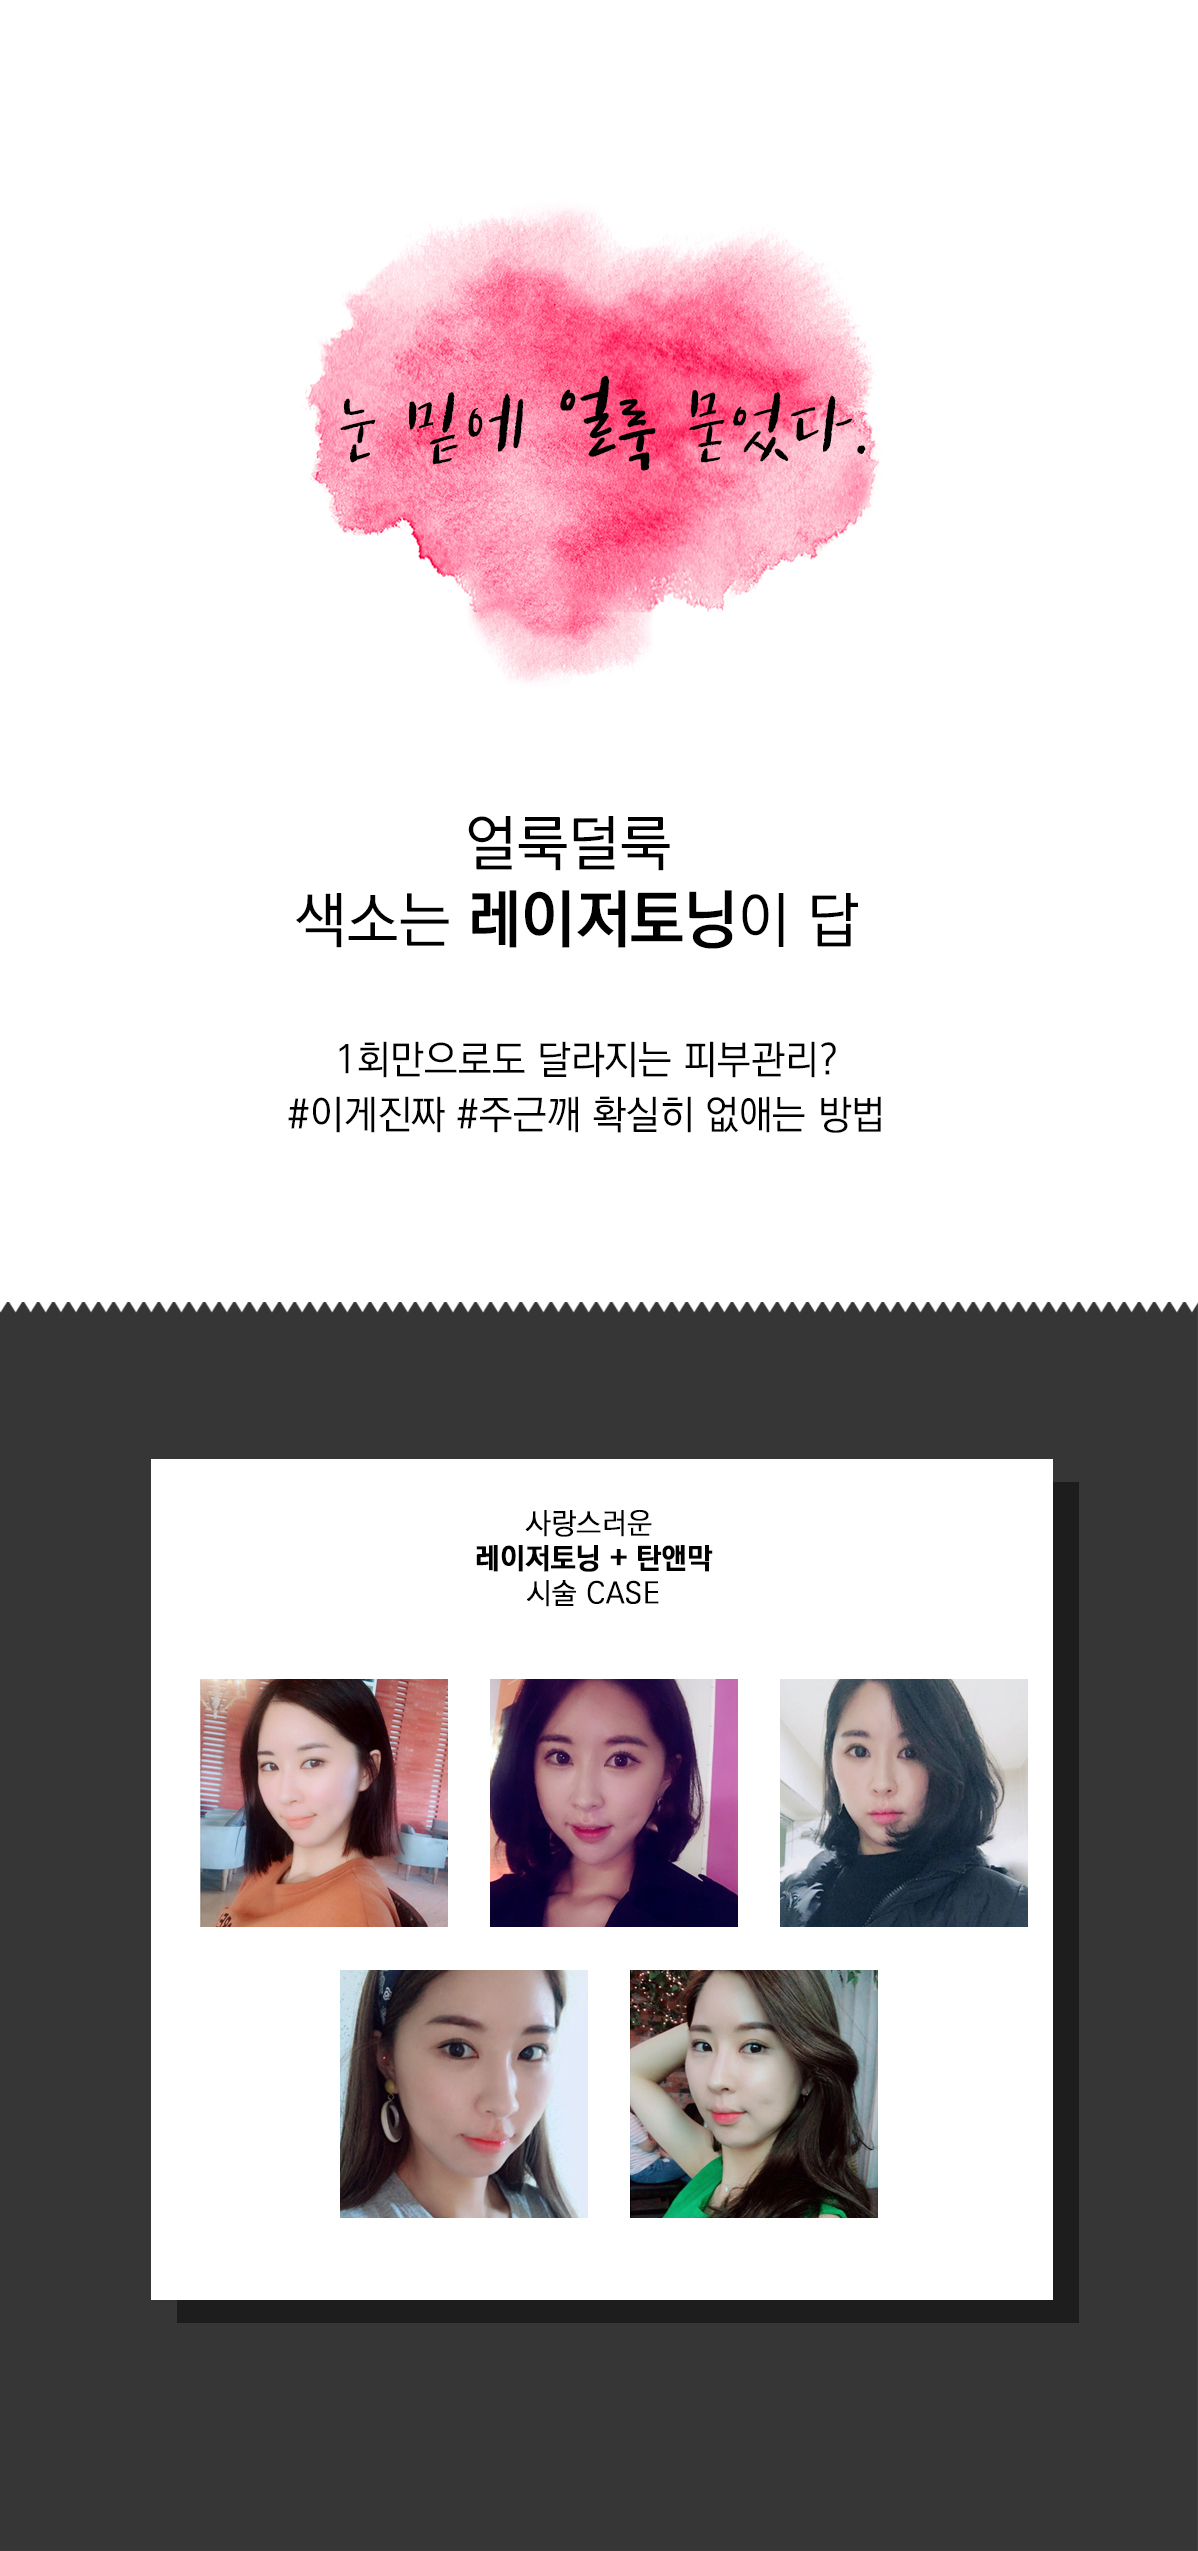 눈 밑에 얼룩 묻었다.
얼룩덜룩
색소는 레이저토닝이 답
1회만으로도 달라지는 피부관리?
#이게진짜 #주근깨 확실히 없애는 방법
사랑스러운
레이저토닝 + 탄앤막
시술 CASE